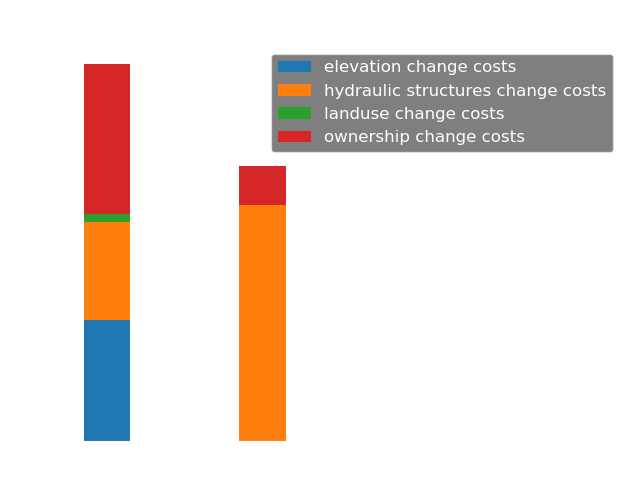 elevation change costs
hydraulic structures change costs
landuse change costs
ownership change costs